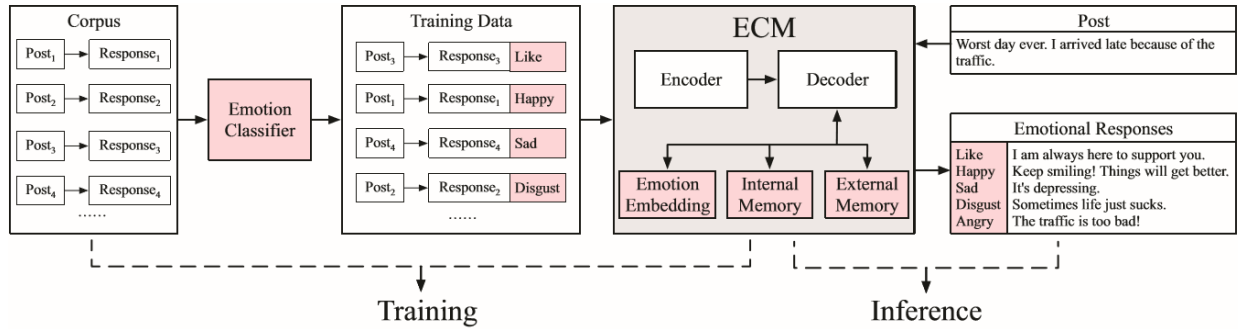 Corpus
Post₁ Response₁
Post₂ Response₂
Post₃ Response₃
Post₄ Response₄
......
Emotion
Classifier
Training Data
Post₃ Response₃ Like
Post₁ Response₁ Happy
Post₄ Response₄ Sad
Post₂ Response₂ Disgust
......
ECM
Encoder
Decoder
Emotion
Embedding
Internal
Memory
External
Memory
Post
Worst day ever. I arrived late because of the
traffic.
Emotional Responses
Like I am always here to support you.
Happy Keep smiling! Things will get better.
Sad It's depressing.
Disgust Sometimes life just sucks.
Angry The traffic is too bad!
Training
Inference